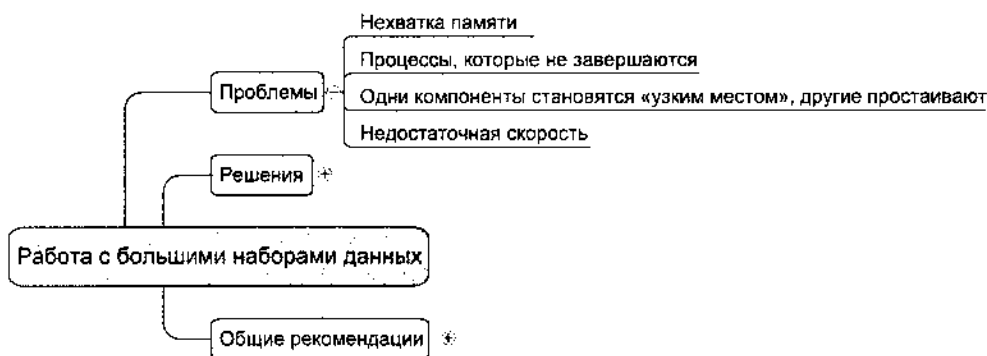 Нехватка памяти
Процессы, которые не завершаются
Проблемы
Одни компоненты становятся «узким местом», другие простаивают
Недостаточная скорость
Решения
Работа с большими наборами данных
Общие рекомендации